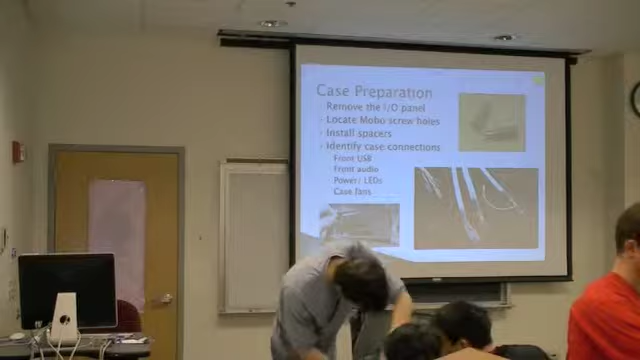 Case Preparation
Remove the I/O panel
Locate Mobo screw holes
Install spacers
Identify case connections
Front USB
Front audio
Power/ LEDs
Case fans